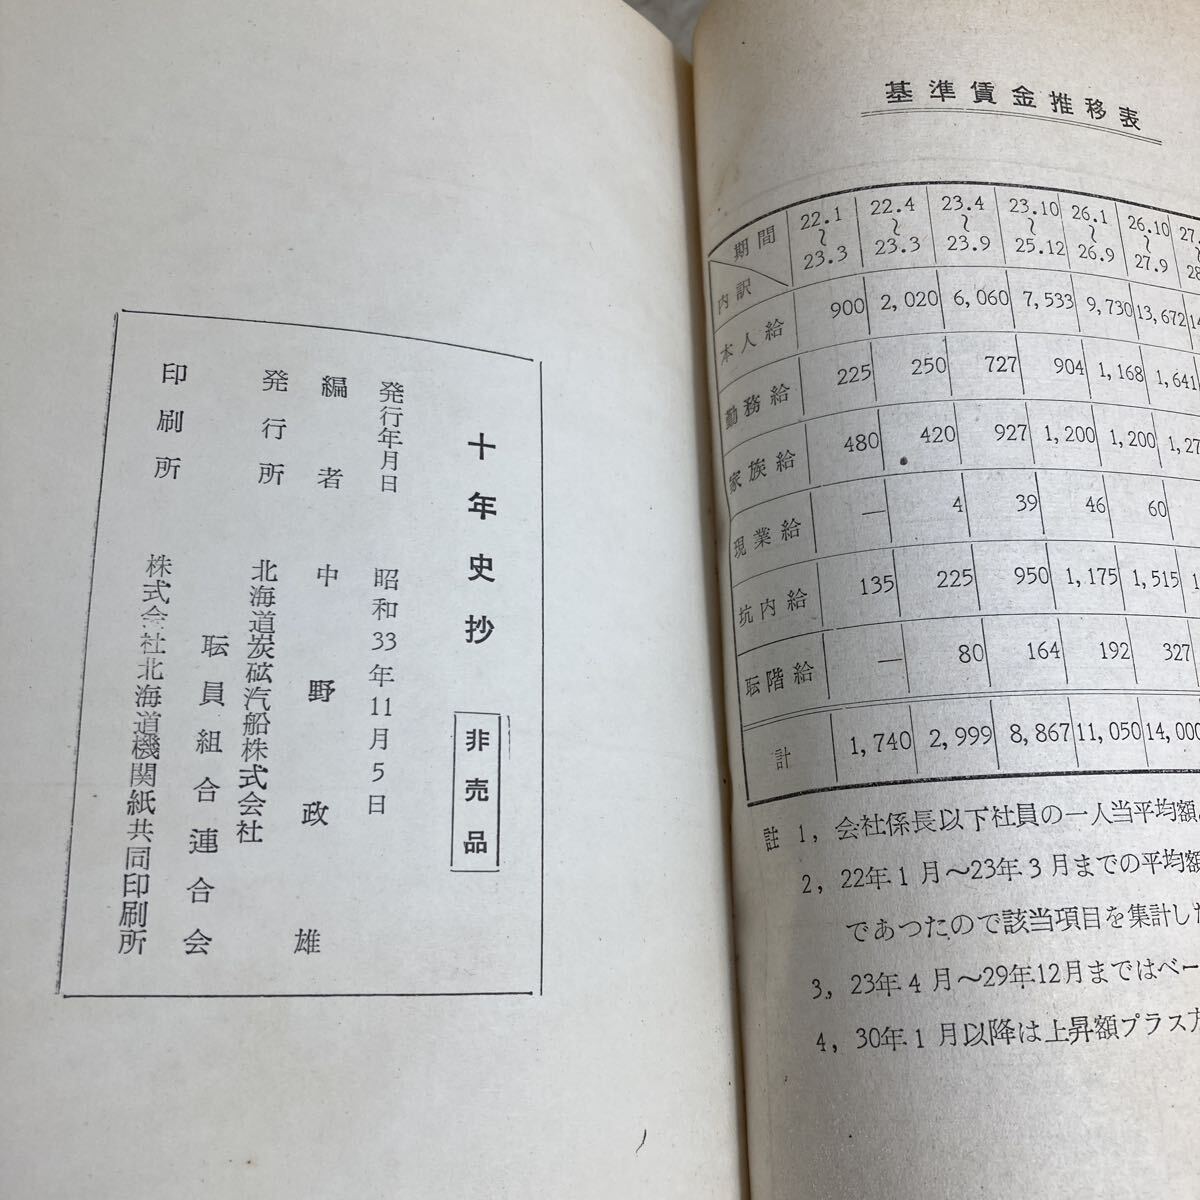 十年史抄 非売品
発行年月日 昭和33年11月5日
編者 中野政雄
発行所 北海道炭砿汽船株式会社
耺員組合連合会
印刷所 株式会社北海道機関紙共同印刷所
基準賃金推移表
期間 22.1〜23.3 22.4〜23.3 23.4〜23.9 23.10〜25.12 26.1〜26.9 26.10〜27.9 27.
内訳
本人給 900 2,020 6,060 7,533 9,730 13,672 14
勤務給 225 250 727 904 1,168 1,641
家族給 480 420 927 1,200 1,200 1,27
現業給 — 4 39 46 60
坑内給 135 225 950 1,175 1,515 1
耺階給 — 80 164 192 327
計 1,740 2,999 8,867 11,050 14,000
註 1, 会社係長以下社員の一人当平均額
2, 22年1月〜23年3月までの平均額
であつたので該当項目を集計し
3, 23年4月〜29年12月まではベー
4, 30年1月以降は上昇額プラス